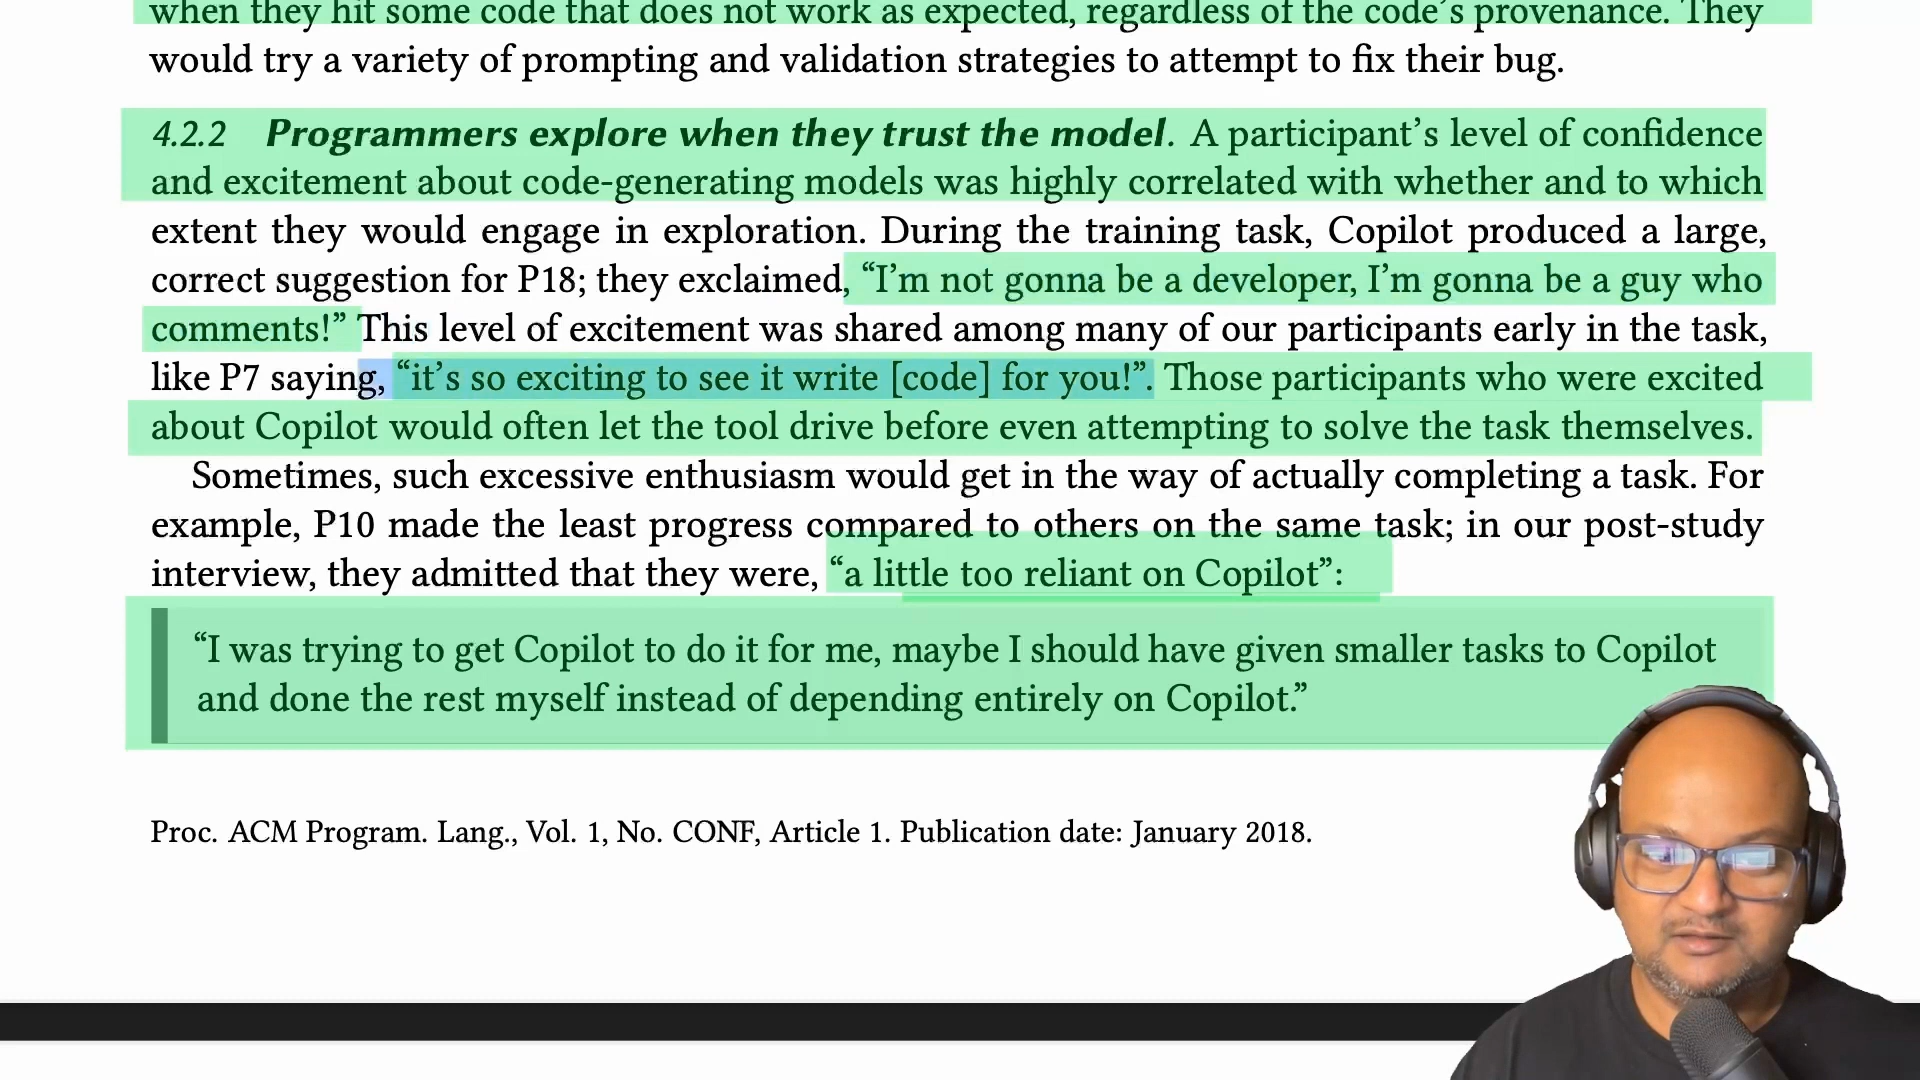 when they hit some code that does not work as expected, regardless of the code’s provenance. They
would try a variety of prompting and validation strategies to attempt to fix their bug.
4.2.2 Programmers explore when they trust the model. A participant’s level of confidence
and excitement about code-generating models was highly correlated with whether and to which
extent they would engage in exploration. During the training task, Copilot produced a large,
correct suggestion for P18; they exclaimed, “I’m not gonna be a developer, I’m gonna be a guy who
comments!” This level of excitement was shared among many of our participants early in the task,
like P7 saying, “it’s so exciting to see it write [code] for you!”. Those participants who were excited
about Copilot would often let the tool drive before even attempting to solve the task themselves.
Sometimes, such excessive enthusiasm would get in the way of actually completing a task. For
example, P10 made the least progress compared to others on the same task; in our post-study
interview, they admitted that they were, “a little too reliant on Copilot”:
“I was trying to get Copilot to do it for me, maybe I should have given smaller tasks to Copilot
and done the rest myself instead of depending entirely on Copilot.”
Proc. ACM Program. Lang., Vol. 1, No. CONF, Article 1. Publication date: January 2018.